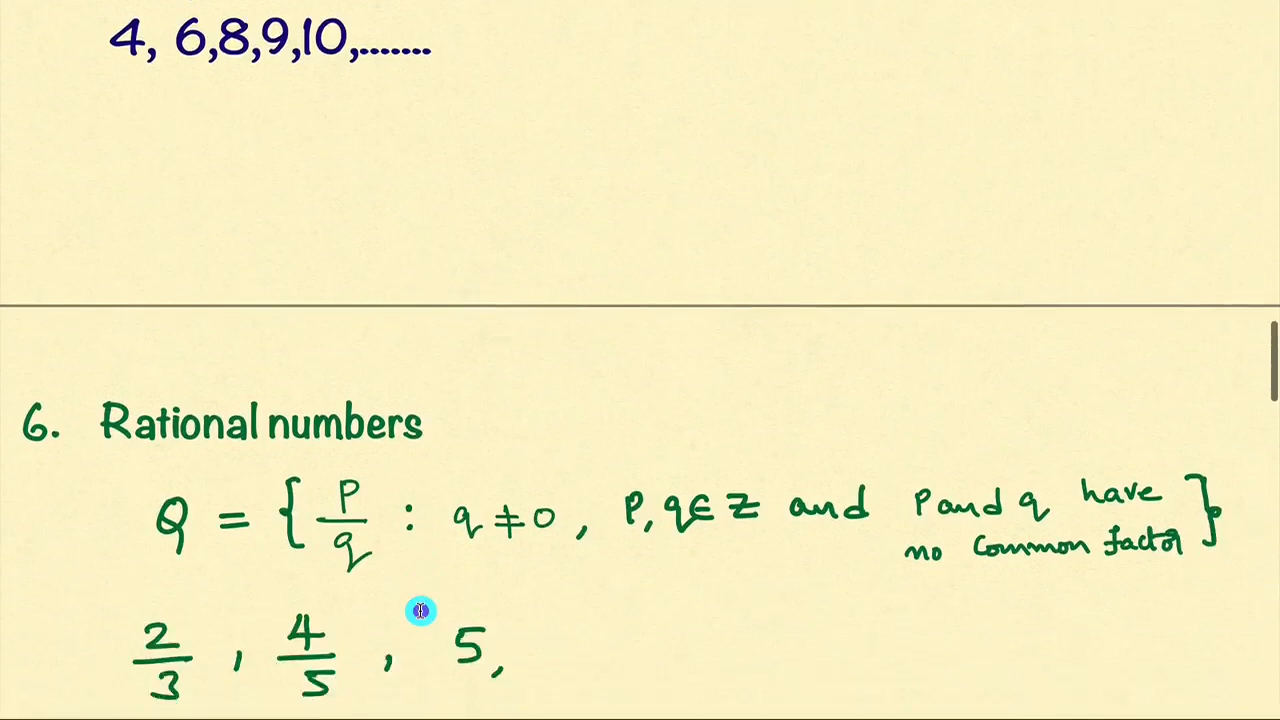 4, 6,8,9,10,.......
6. Rational numbers
Q = { p/q : q ≠ 0 , P, q ∈ Z and P and q have
no common factor }
2/3 , 4/5 , 5,